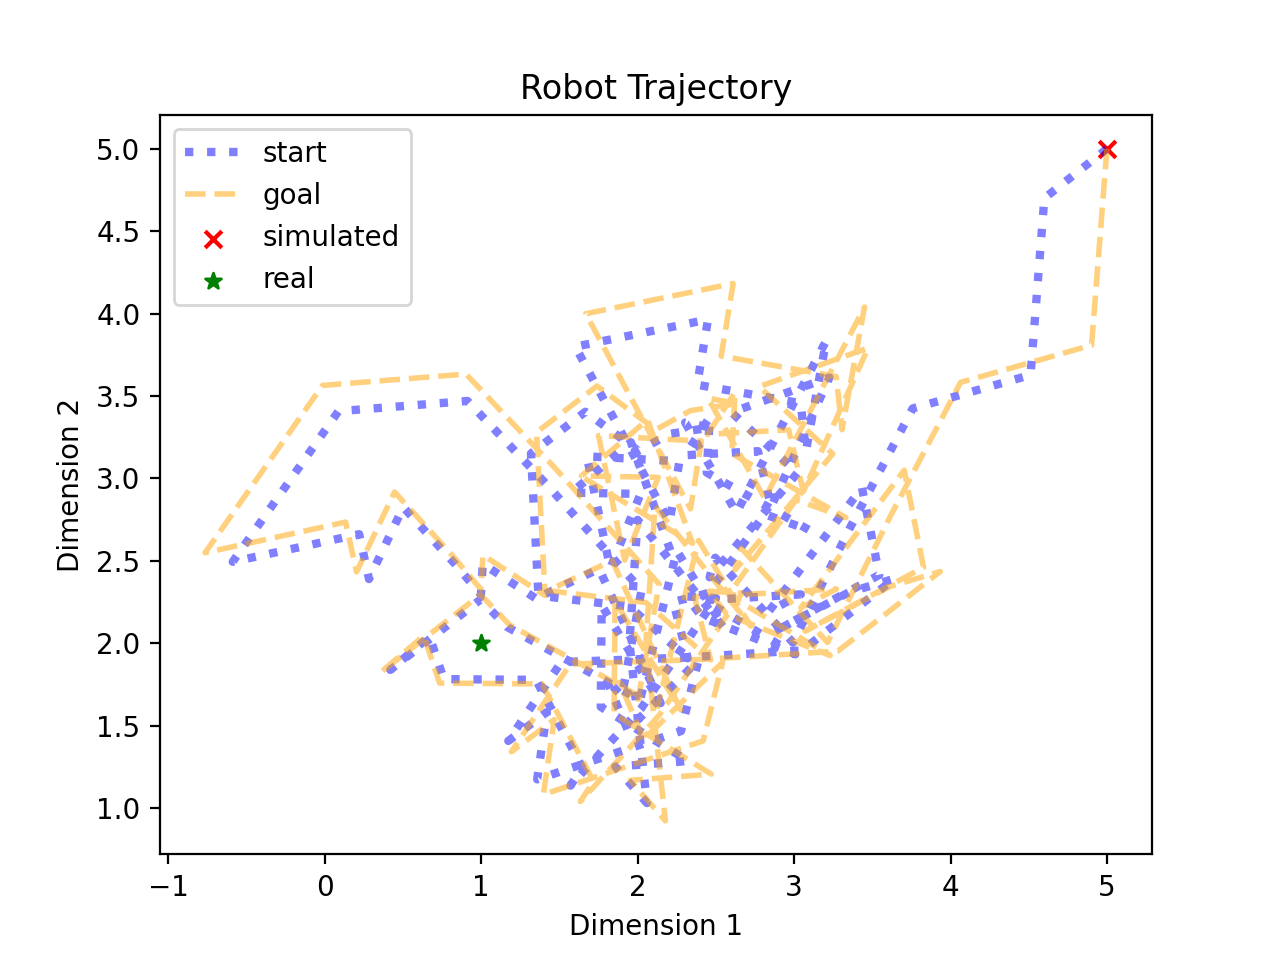 Robot Trajectory
start
goal
simulated
real
5.0
4.5
4.0
3.5
3.0
2.5
2.0
1.5
1.0
Dimension 2
−1 0 1 2 3 4 5
Dimension 1